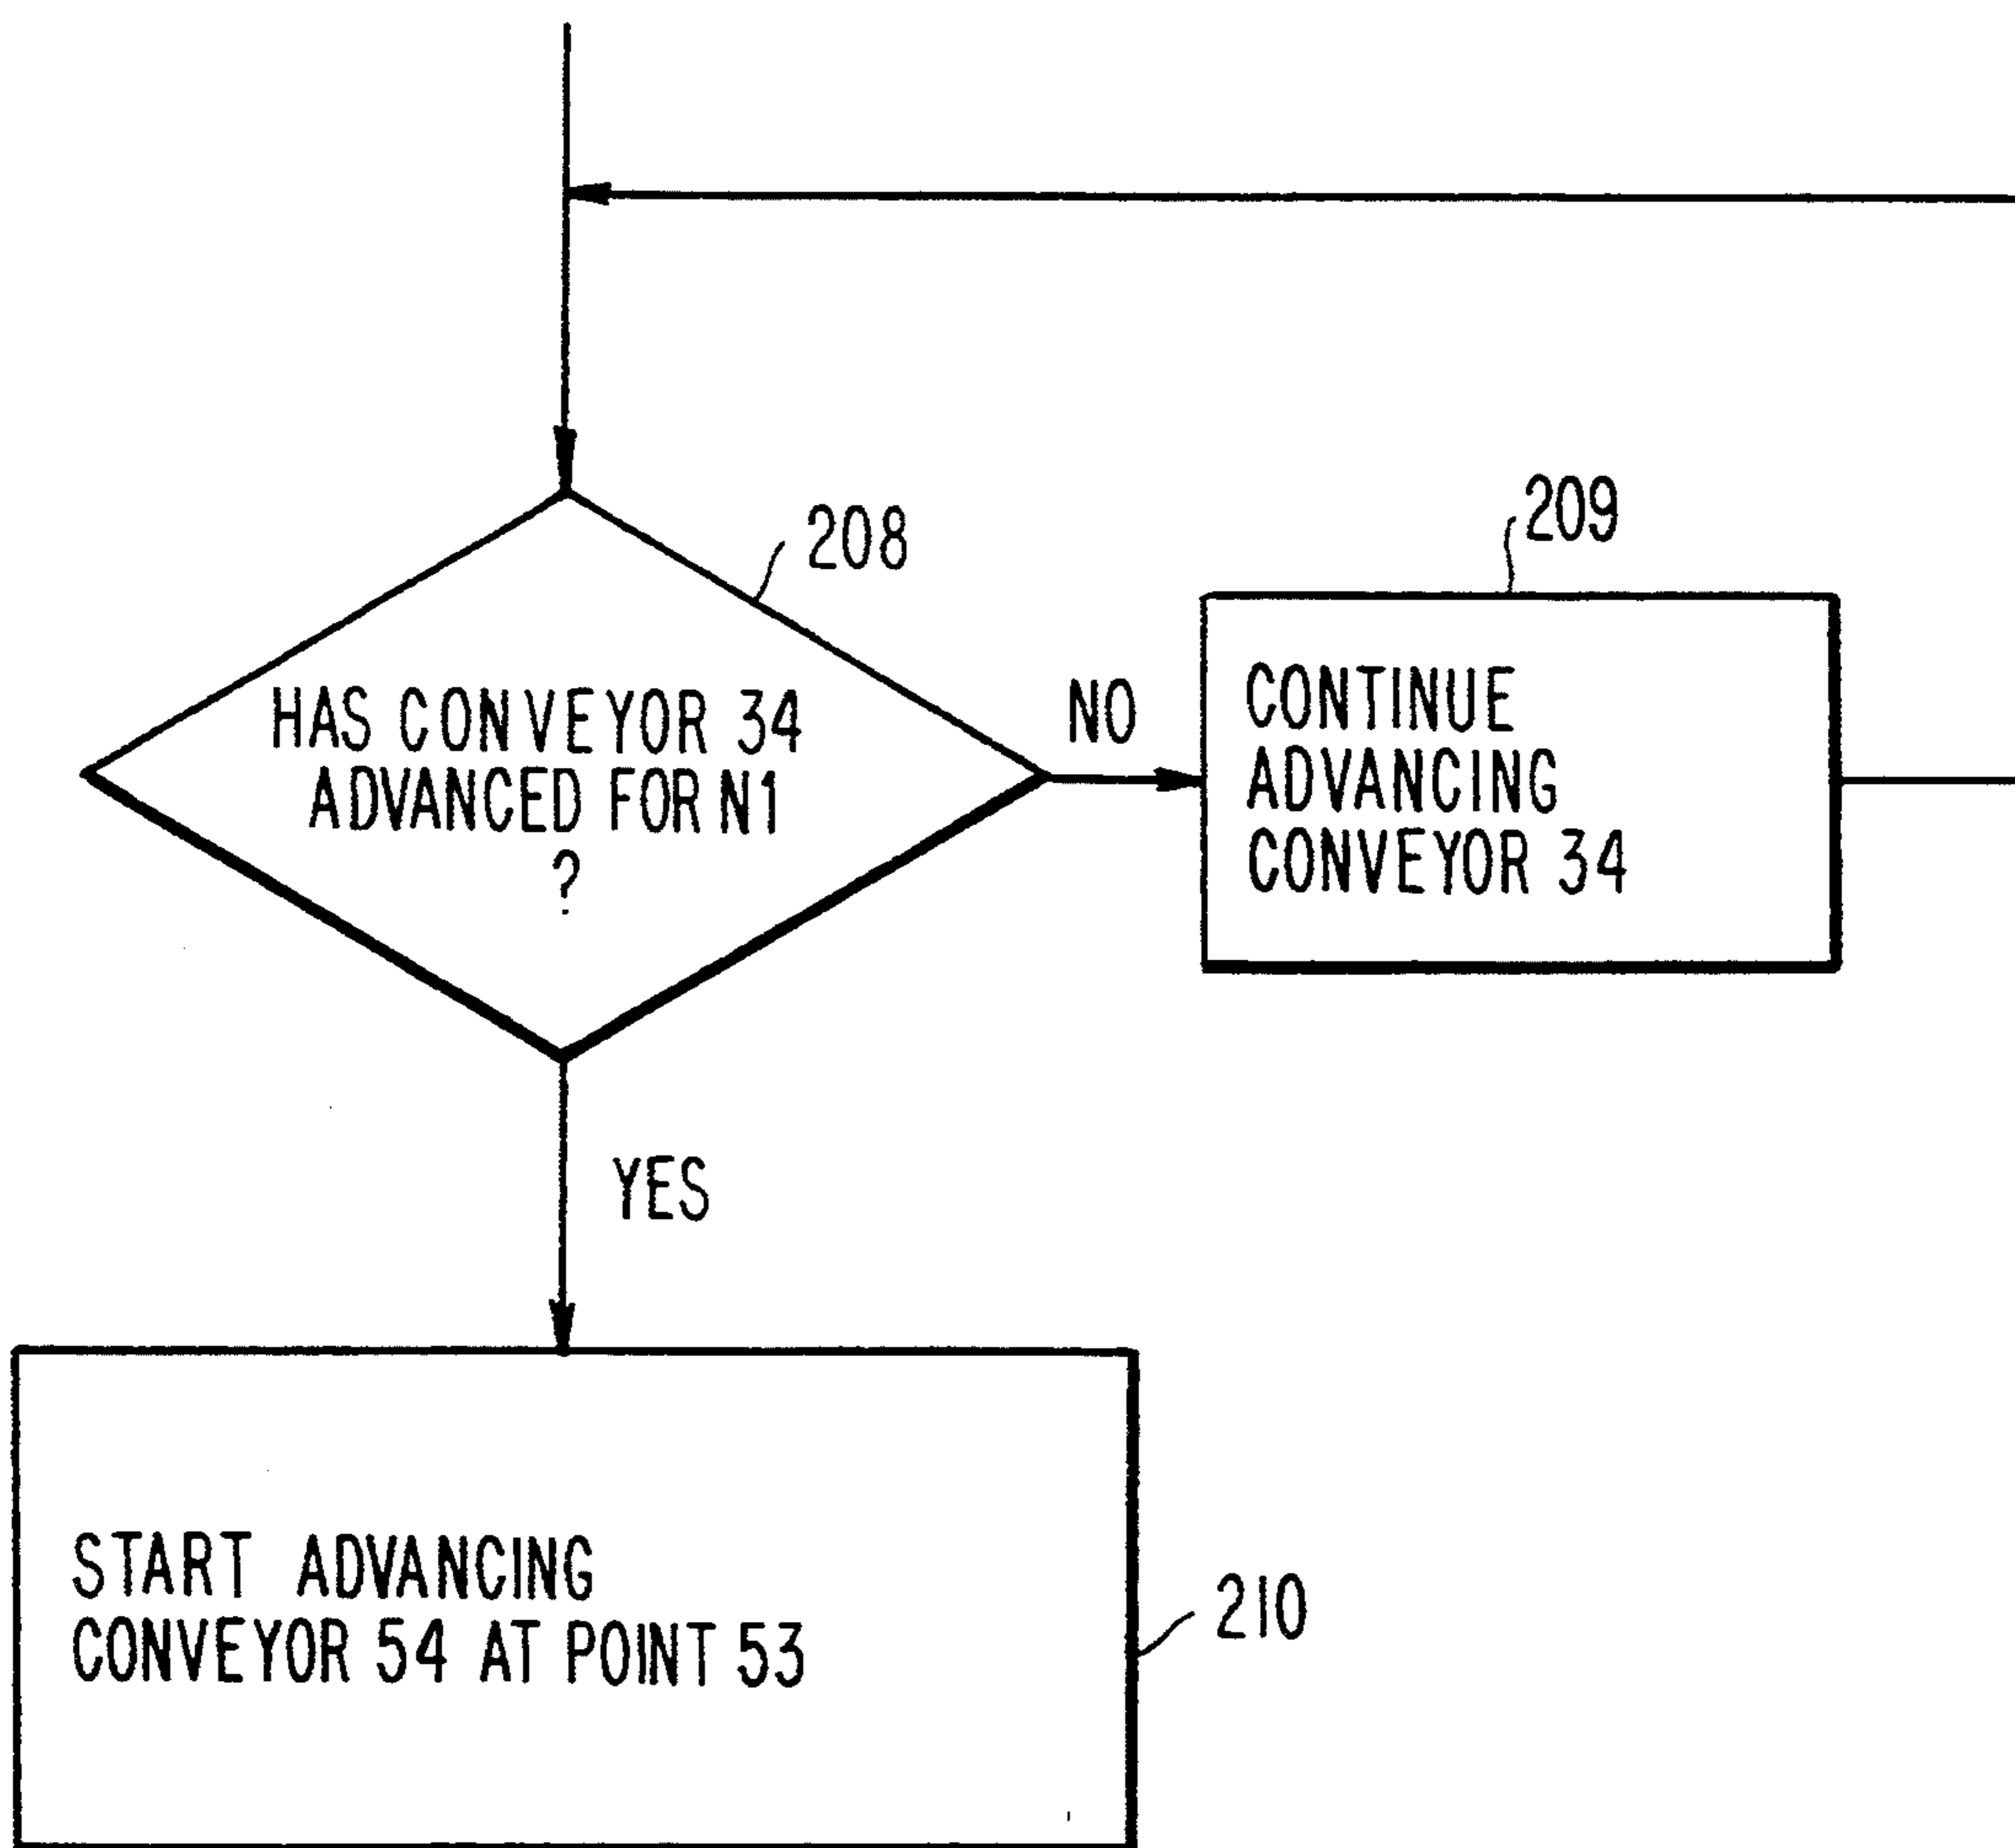 208
HAS CONVEYOR 34
ADVANCED FOR N1
?
NO
209
CONTINUE
ADVANCING
CONVEYOR 34
YES
START ADVANCING
CONVEYOR 54 AT POINT 53
210